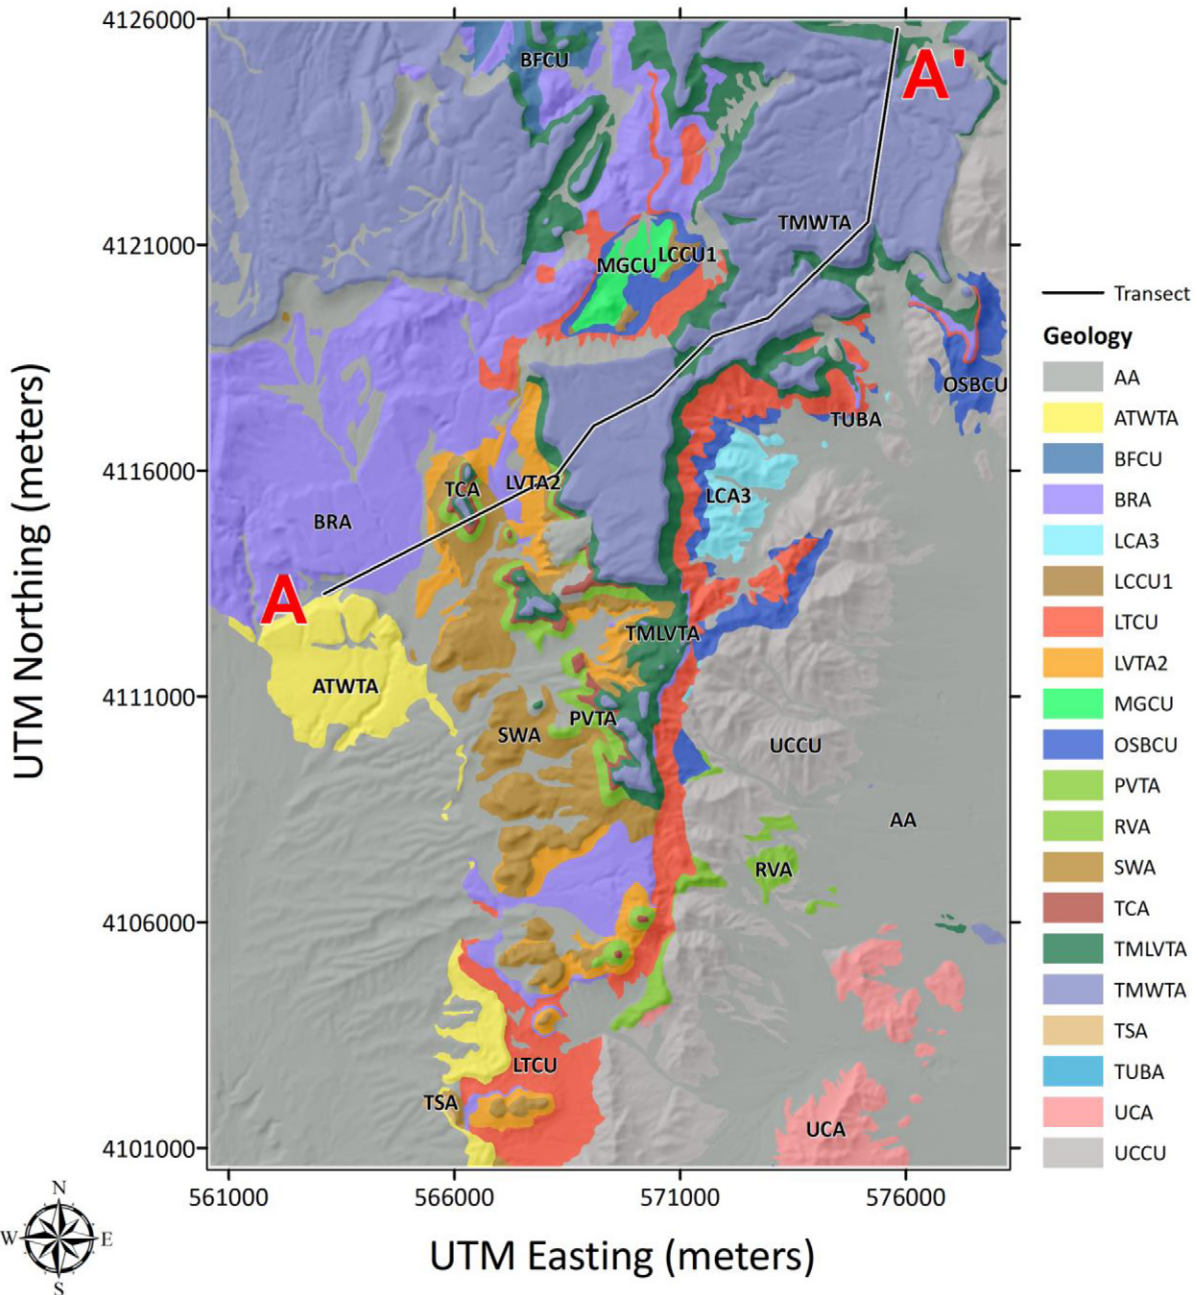 4126000
4121000
4116000
4111000
4106000
4101000
UTM Northing (meters)
561000
566000
571000
576000
UTM Easting (meters)
N
W
E
S
BFCU
A'
TMWTA
MGCU
LCCU1
OSBCU
TUBA
TCA
LVTA2
LCA3
BRA
A
TMLVTA
ATWTA
PVTA
SWA
UCCU
AA
RVA
LTCU
TSA
UCA
Transect
Geology
AA
ATWTA
BFCU
BRA
LCA3
LCCU1
LTCU
LVTA2
MGCU
OSBCU
PVTA
RVA
SWA
TCA
TMLVTA
TMWTA
TSA
TUBA
UCA
UCCU